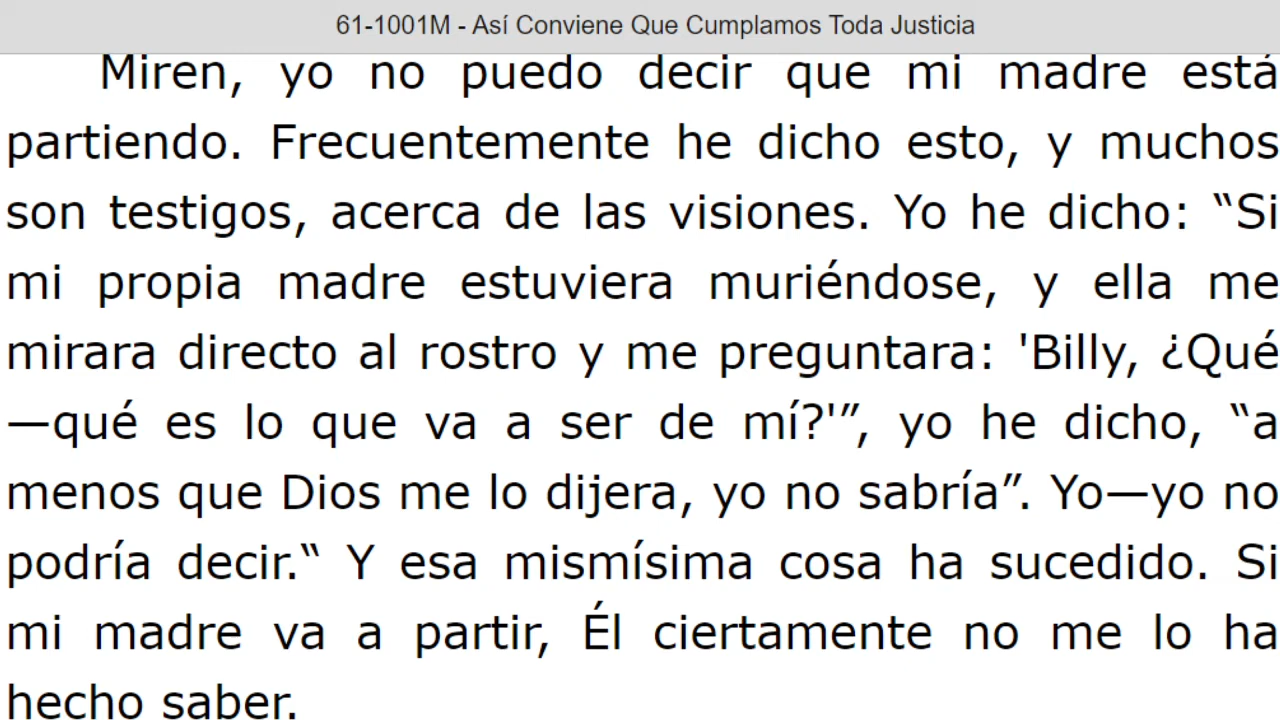 61-1001M - Así Conviene Que Cumplamos Toda Justicia
Miren, yo no puedo decir que mi madre está
partiendo. Frecuentemente he dicho esto, y muchos
son testigos, acerca de las visiones. Yo he dicho: “Si
mi propia madre estuviera muriéndose, y ella me
mirara directo al rostro y me preguntara: 'Billy, ¿Qué
—qué es lo que va a ser de mí?'”, yo he dicho, “a
menos que Dios me lo dijera, yo no sabría”. Yo—yo no
podría decir.“ Y esa mismísima cosa ha sucedido. Si
mi madre va a partir, Él ciertamente no me lo ha
hecho saber.